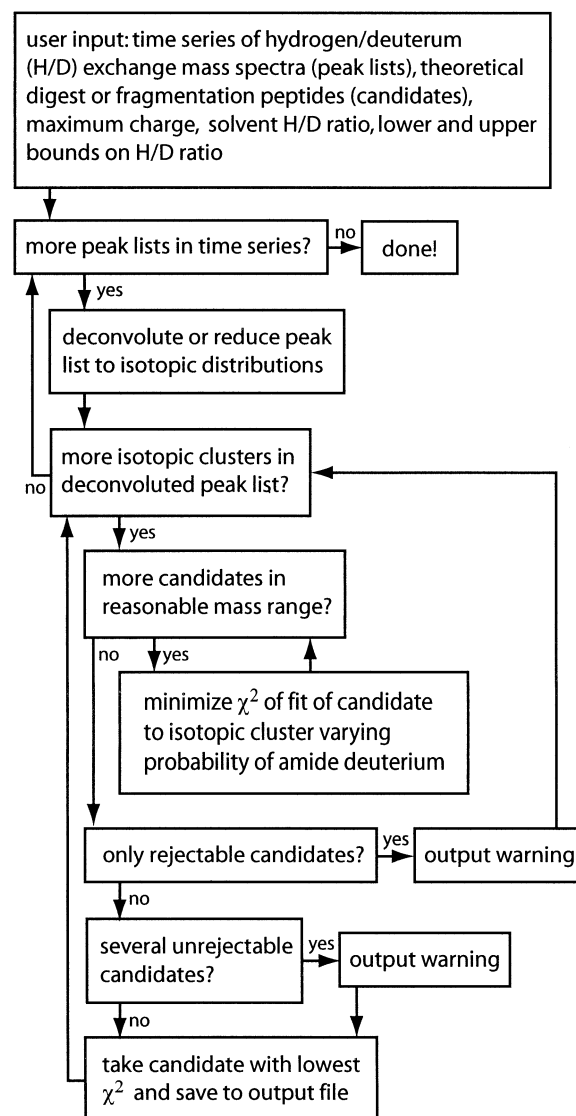 user input: time series of hydrogen/deuterum
(H/D) exchange mass spectra (peak lists), theoretical
digest or fragmentation peptides (candidates),
maximum charge, solvent H/D ratio, lower and upper
bounds on H/D ratio
more peak lists in time series?
no
done!
yes
deconvolute or reduce peak
list to isotopic distributions
more isotopic clusters in
deconvoluted peak list?
no
yes
more candidates in
reasonable mass range?
no
yes
minimize χ² of fit of candidate
to isotopic cluster varying
probability of amide deuterium
only rejectable candidates?
yes
output warning
no
several unrejectable
candidates?
yes
output warning
no
take candidate with lowest
χ² and save to output file